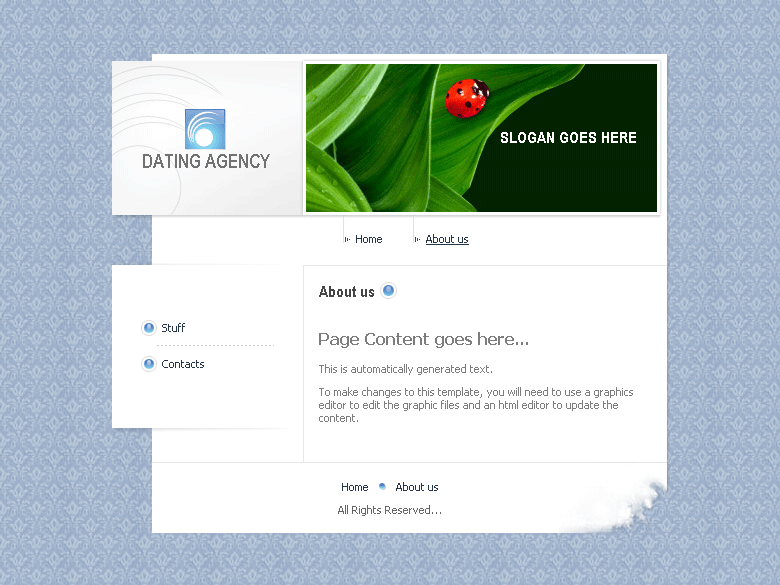 DATING AGENCY
SLOGAN GOES HERE
Home
About us
Stuff
Contacts
About us
Page Content goes here...
This is automatically generated text.
To make changes to this template, you will need to use a graphics
editor to edit the graphic files and an html editor to update the
content.
Home
About us
All Rights Reserved...